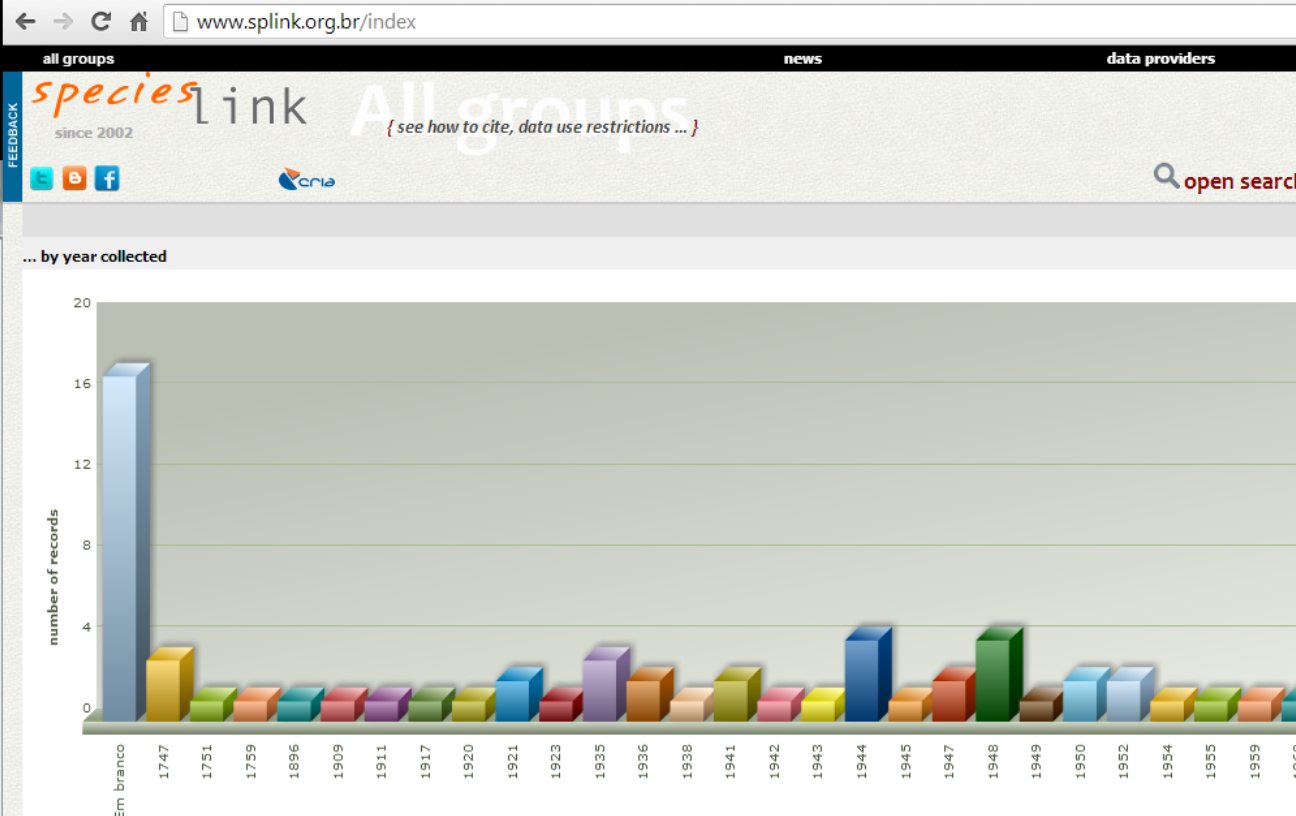 www.splink.org.br/index
all groups
news
data providers
FEEDBACK
species
link
since 2002
All groups
{ see how to cite, data use restrictions ... }
cria
open search
... by year collected
20
16
12
8
4
0
number of records
Em branco
1747
1751
1759
1896
1909
1911
1917
1920
1921
1923
1935
1936
1938
1941
1942
1943
1944
1945
1947
1948
1949
1950
1952
1954
1955
1959